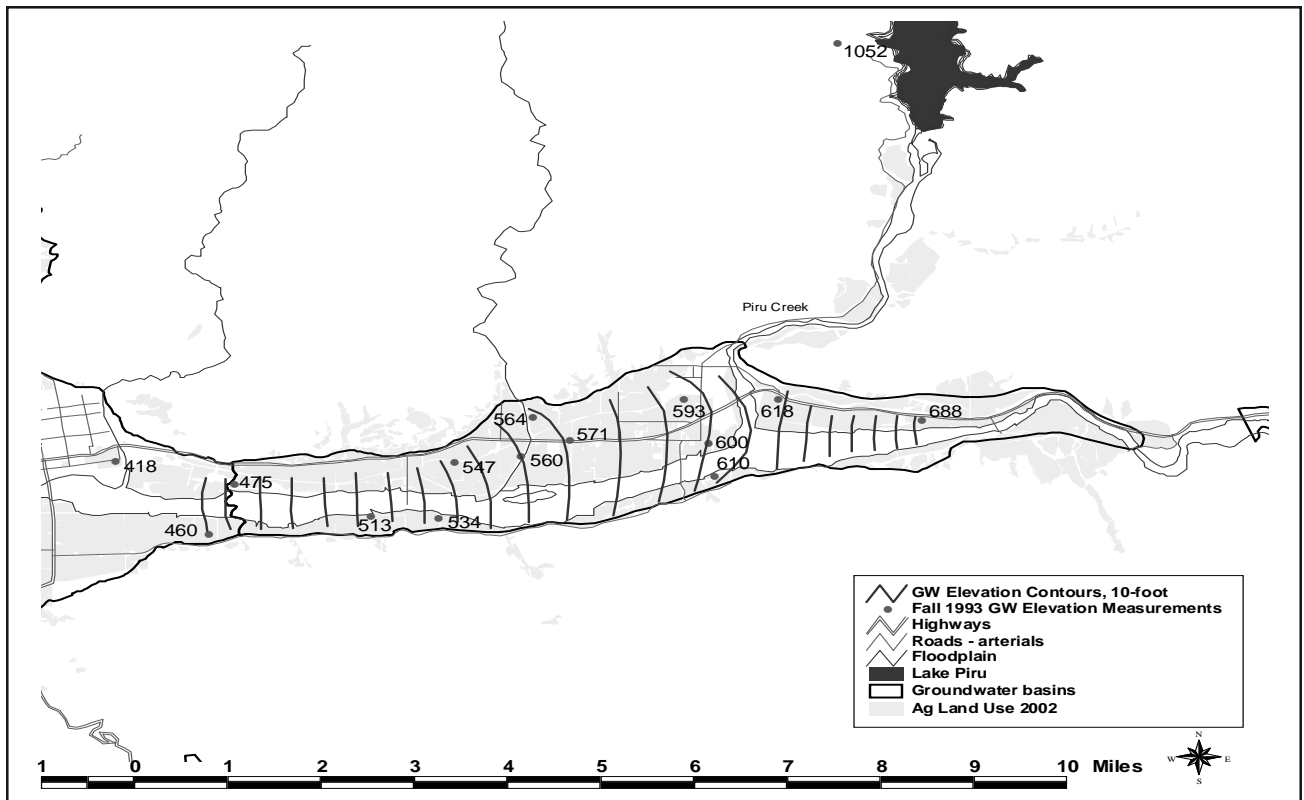 1052
Piru Creek
593
618
688
564
571
600
560
547
610
418
475
513
534
460
GW Elevation Contours, 10-foot
Fall 1993 GW Elevation Measurements
Highways
Roads - arterials
Floodplain
Lake Piru
Groundwater basins
Ag Land Use 2002
N
W E
S
1 0 1 2 3 4 5 6 7 8 9 10 Miles